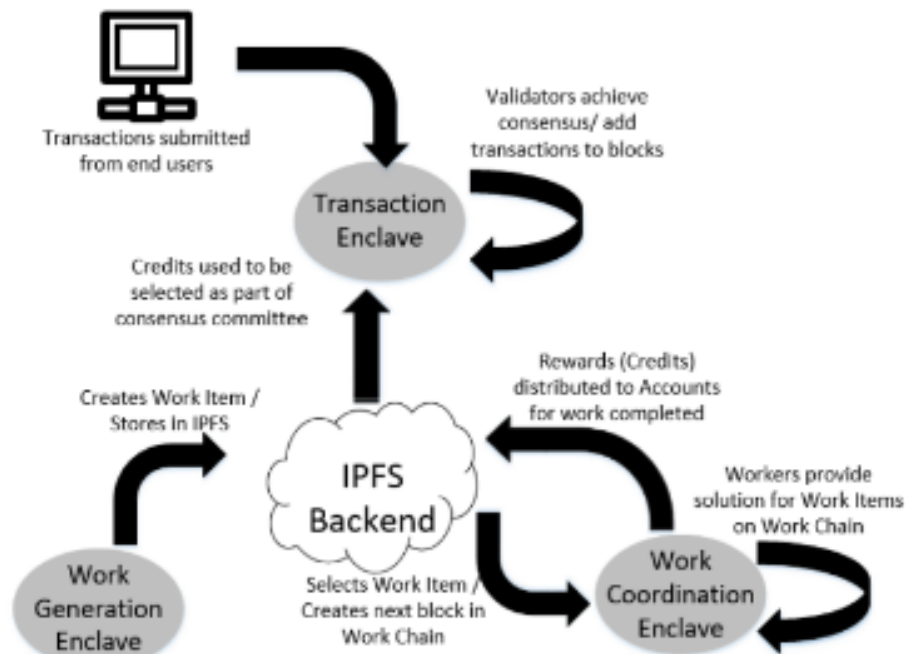 Transactions submitted
from end users
Validators achieve
consensus/ add
transactions to blocks
Transaction
Enclave
Credits used to be
selected as part of
consensus committee
Rewards (Credits)
distributed to Accounts
for work completed
Creates Work Item /
Stores in IPFS
IPFS
Backend
Workers provide
solution for Work Items
on Work Chain
Work
Generation
Enclave
Selects Work Item /
Creates next block in
Work Chain
Work
Coordination
Enclave